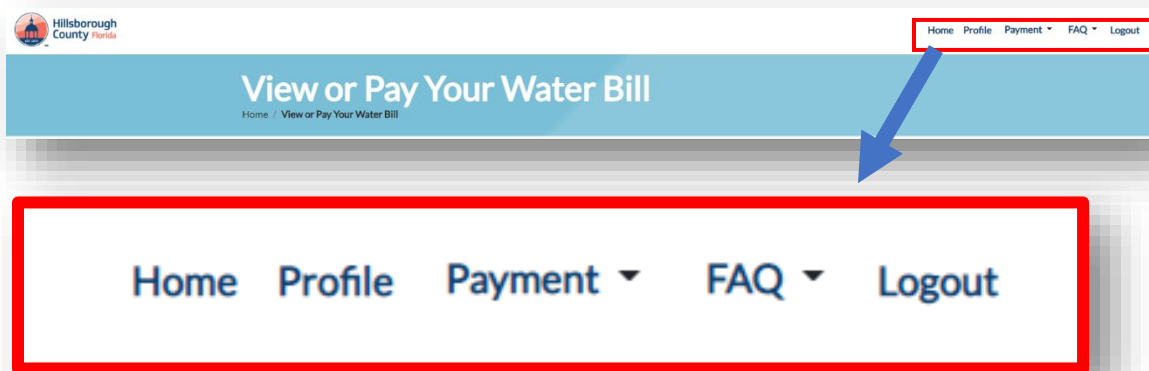 Hillsborough
County Florida
Home Profile Payment FAQ Logout
View or Pay Your Water Bill
Home / View or Pay Your Water Bill
Home Profile Payment FAQ Logout